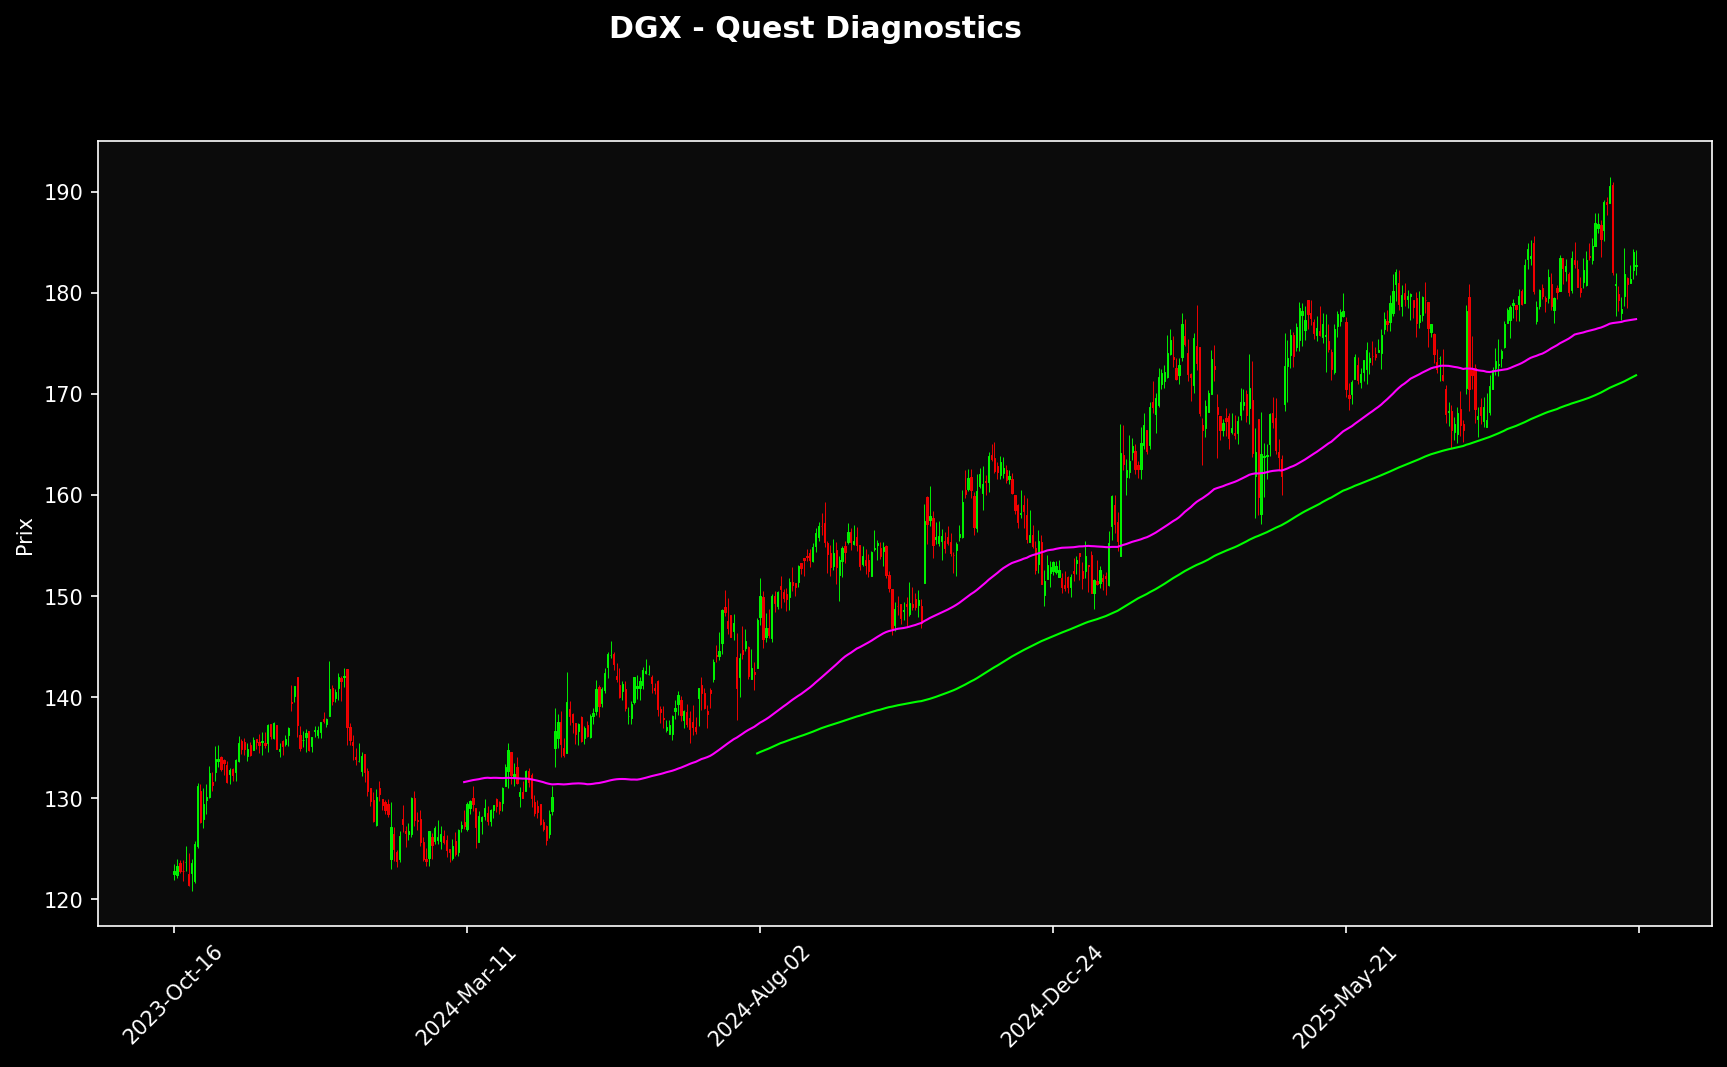 DGX - Quest Diagnostics
Prix
190
180
170
160
150
140
130
120
2023-Oct-16
2024-Mar-11
2024-Aug-02
2024-Dec-24
2025-May-21